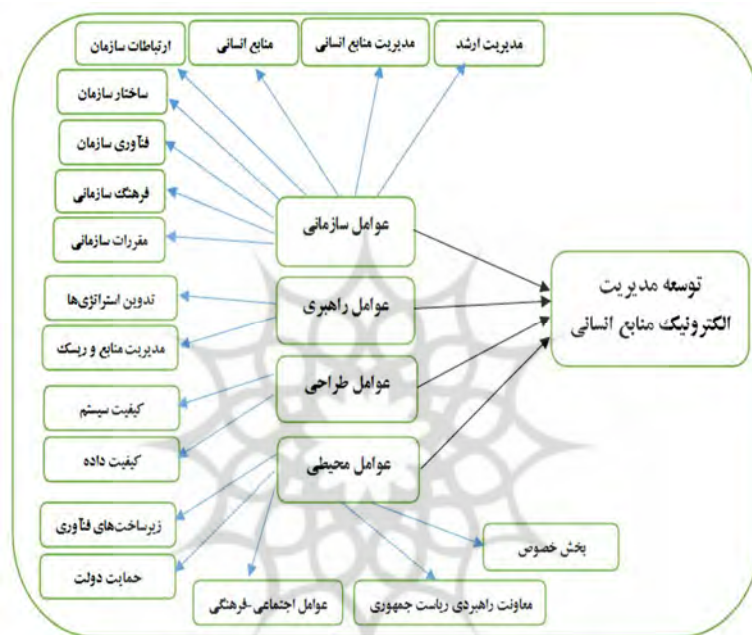 مدیریت ارشد
مدیریت منابع انسانی
منابع انسانی
ارتباطات سازمان
ساختار سازمان
فنآوری سازمان
فرهنگ سازمانی
مقررات سازمانی
عوامل سازمانی
توسعه مدیریت
الکترونیک منابع انسانی
عوامل راهبری
تدوین استراتژی‌ها
مدیریت منابع و ریسک
عوامل طراحی
کیفیت سیستم
کیفیت داده
عوامل محیطی
زیرساخت‌های فنآوری
حمایت دولت
بخش خصوص
معاونت راهبردی ریاست جمهوری
عوامل اجتماعی-فرهنگی